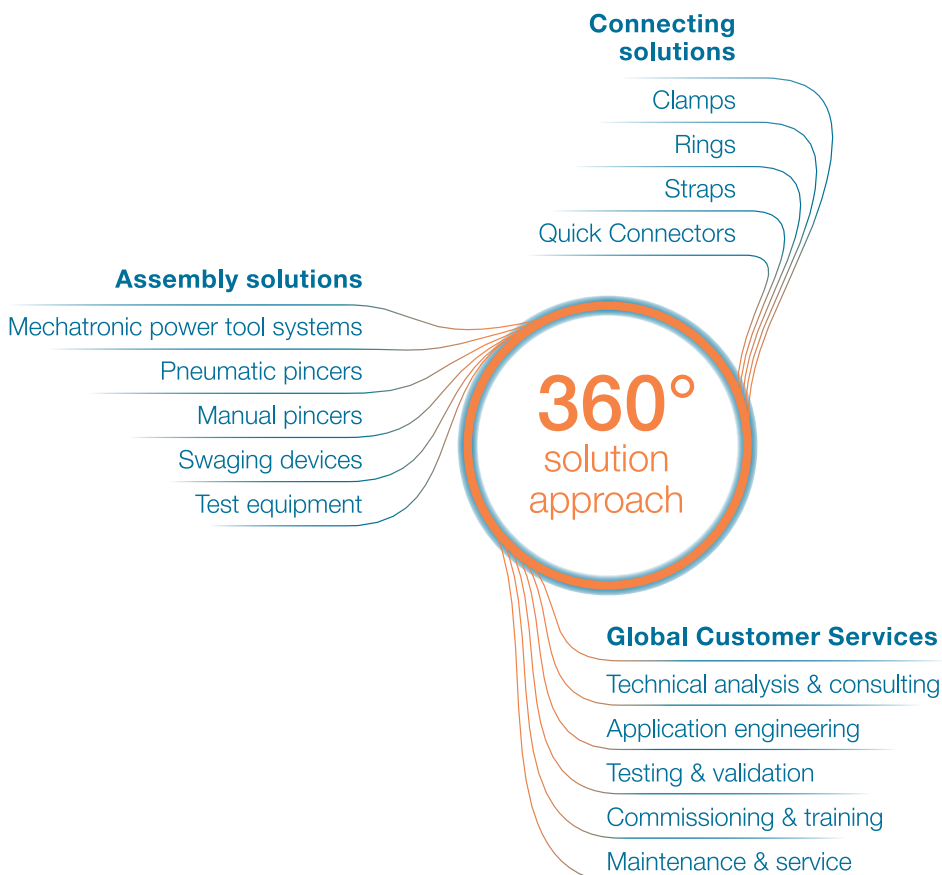 Connecting
solutions
Clamps
Rings
Straps
Quick Connectors
Assembly solutions
Mechatronic power tool systems
Pneumatic pincers
Manual pincers
Swaging devices
Test equipment
360°
solution
approach
Global Customer Services
Technical analysis & consulting
Application engineering
Testing & validation
Commissioning & training
Maintenance & service